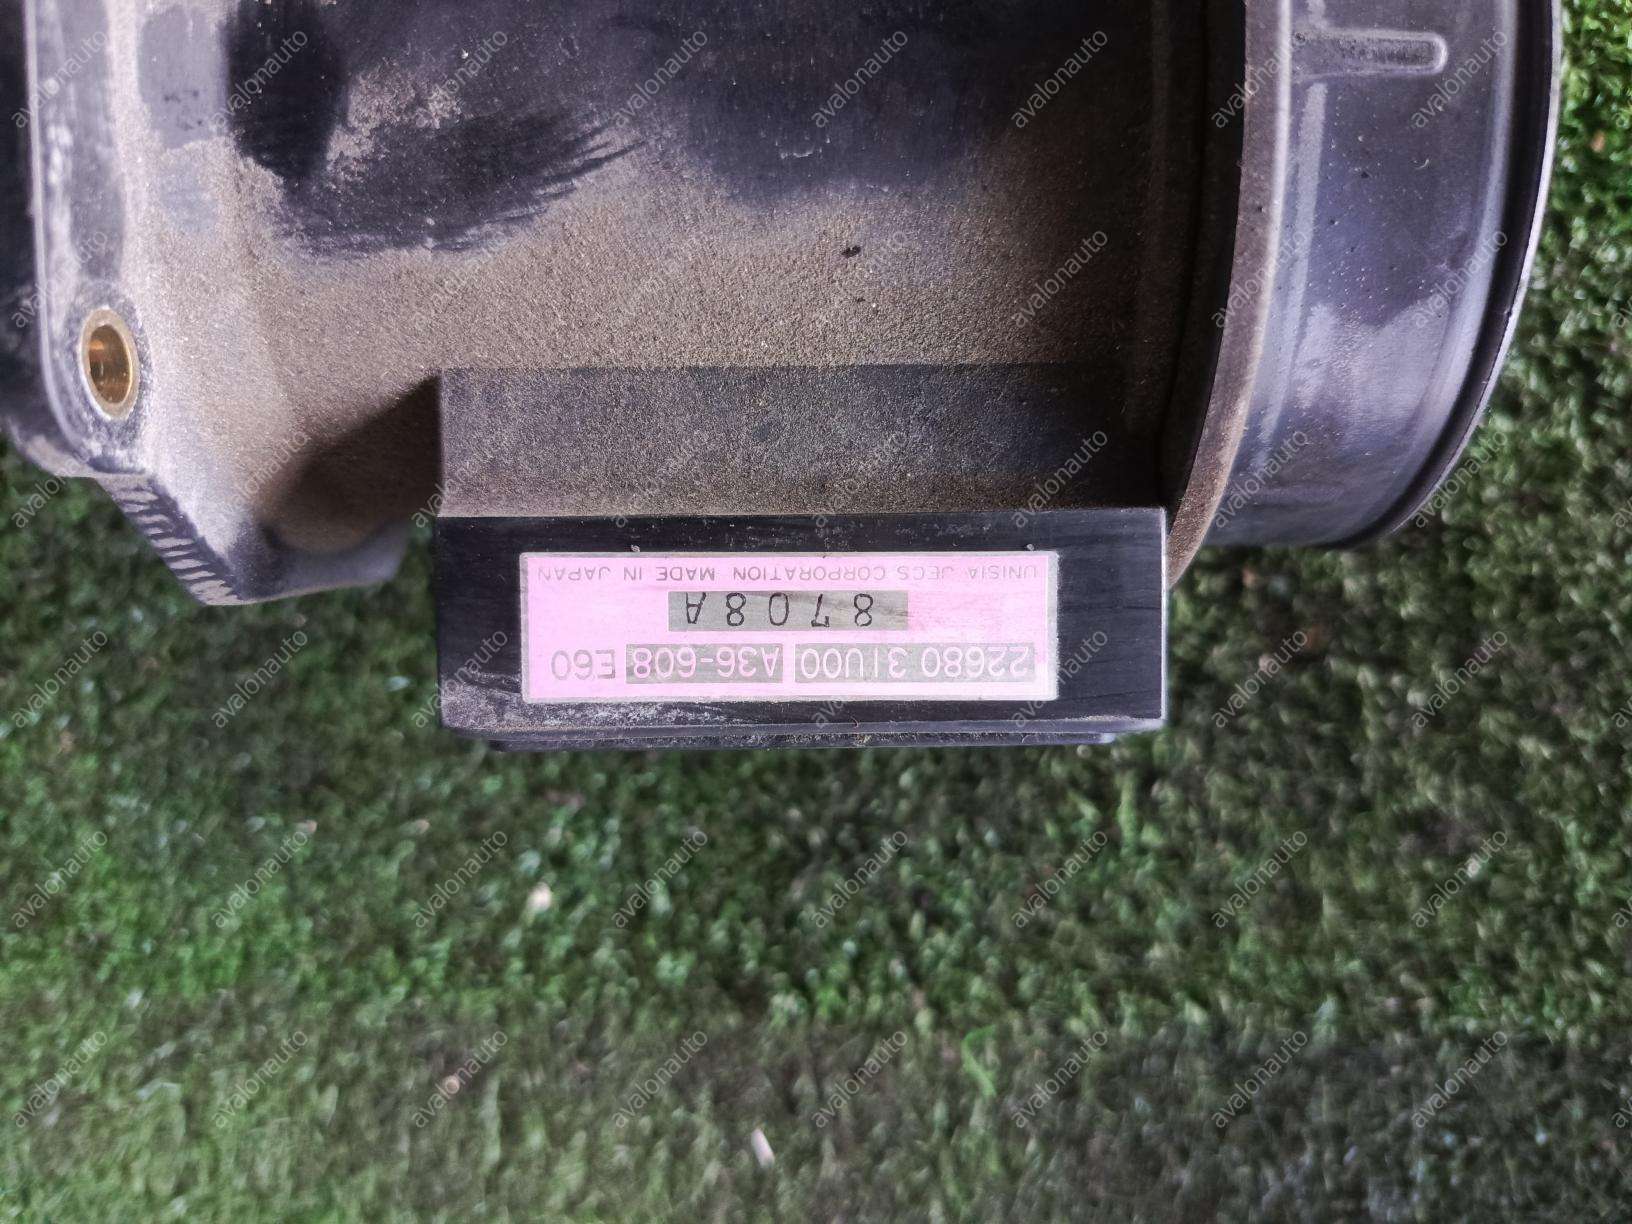 22680 31U00 A36-608 E60
8708A
UNISIA JECS CORPORATION MADE IN JAPAN
avalonauto